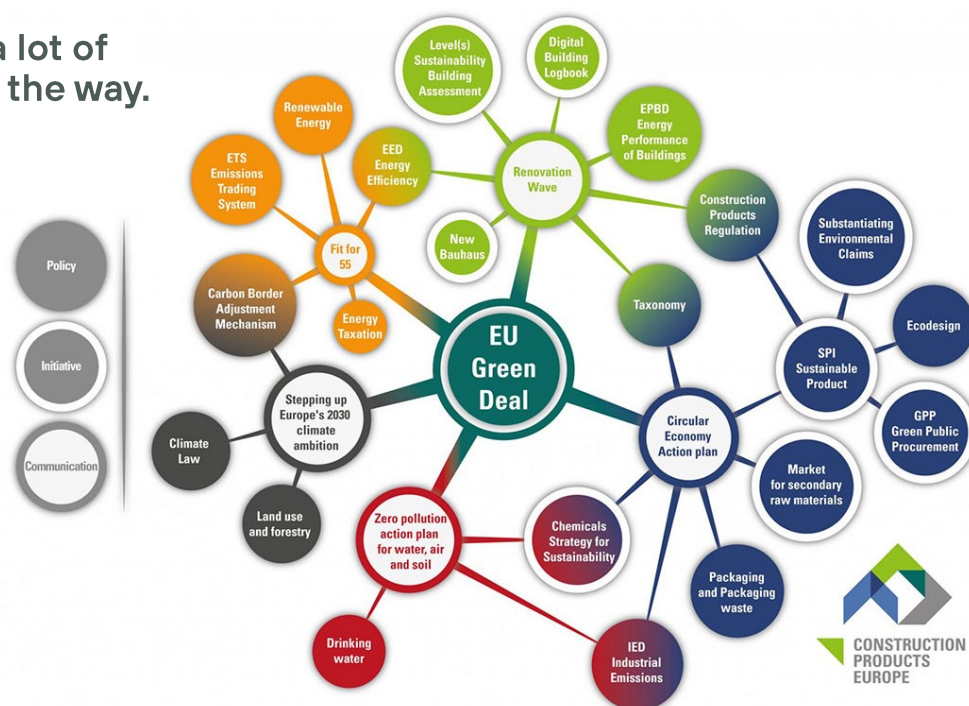 a lot of
the way.
Policy
Initiative
Communication
Renewable
Energy
ETS
Emissions
Trading
System
EED
Energy
Efficiency
Fit for
55
Carbon Border
Adjustment
Mechanism
Energy
Taxation
Level(s)
Sustainability
Building
Assessment
Digital
Building
Logbook
EPBD
Energy
Performance
of Buildings
Renovation
Wave
New
Bauhaus
Construction
Products
Regulation
Taxonomy
Substantiating
Environmental
Claims
Ecodesign
SPI
Sustainable
Product
GPP
Green Public
Procurement
EU
Green
Deal
Stepping up
Europe's 2030
climate
ambition
Climate
Law
Land use
and forestry
Circular
Economy
Action plan
Market
for secondary
raw materials
Zero pollution
action plan
for water, air
and soil
Chemicals
Strategy for
Sustainability
Packaging
and Packaging
waste
Drinking
water
IED
Industrial
Emissions
CONSTRUCTION
PRODUCTS
EUROPE